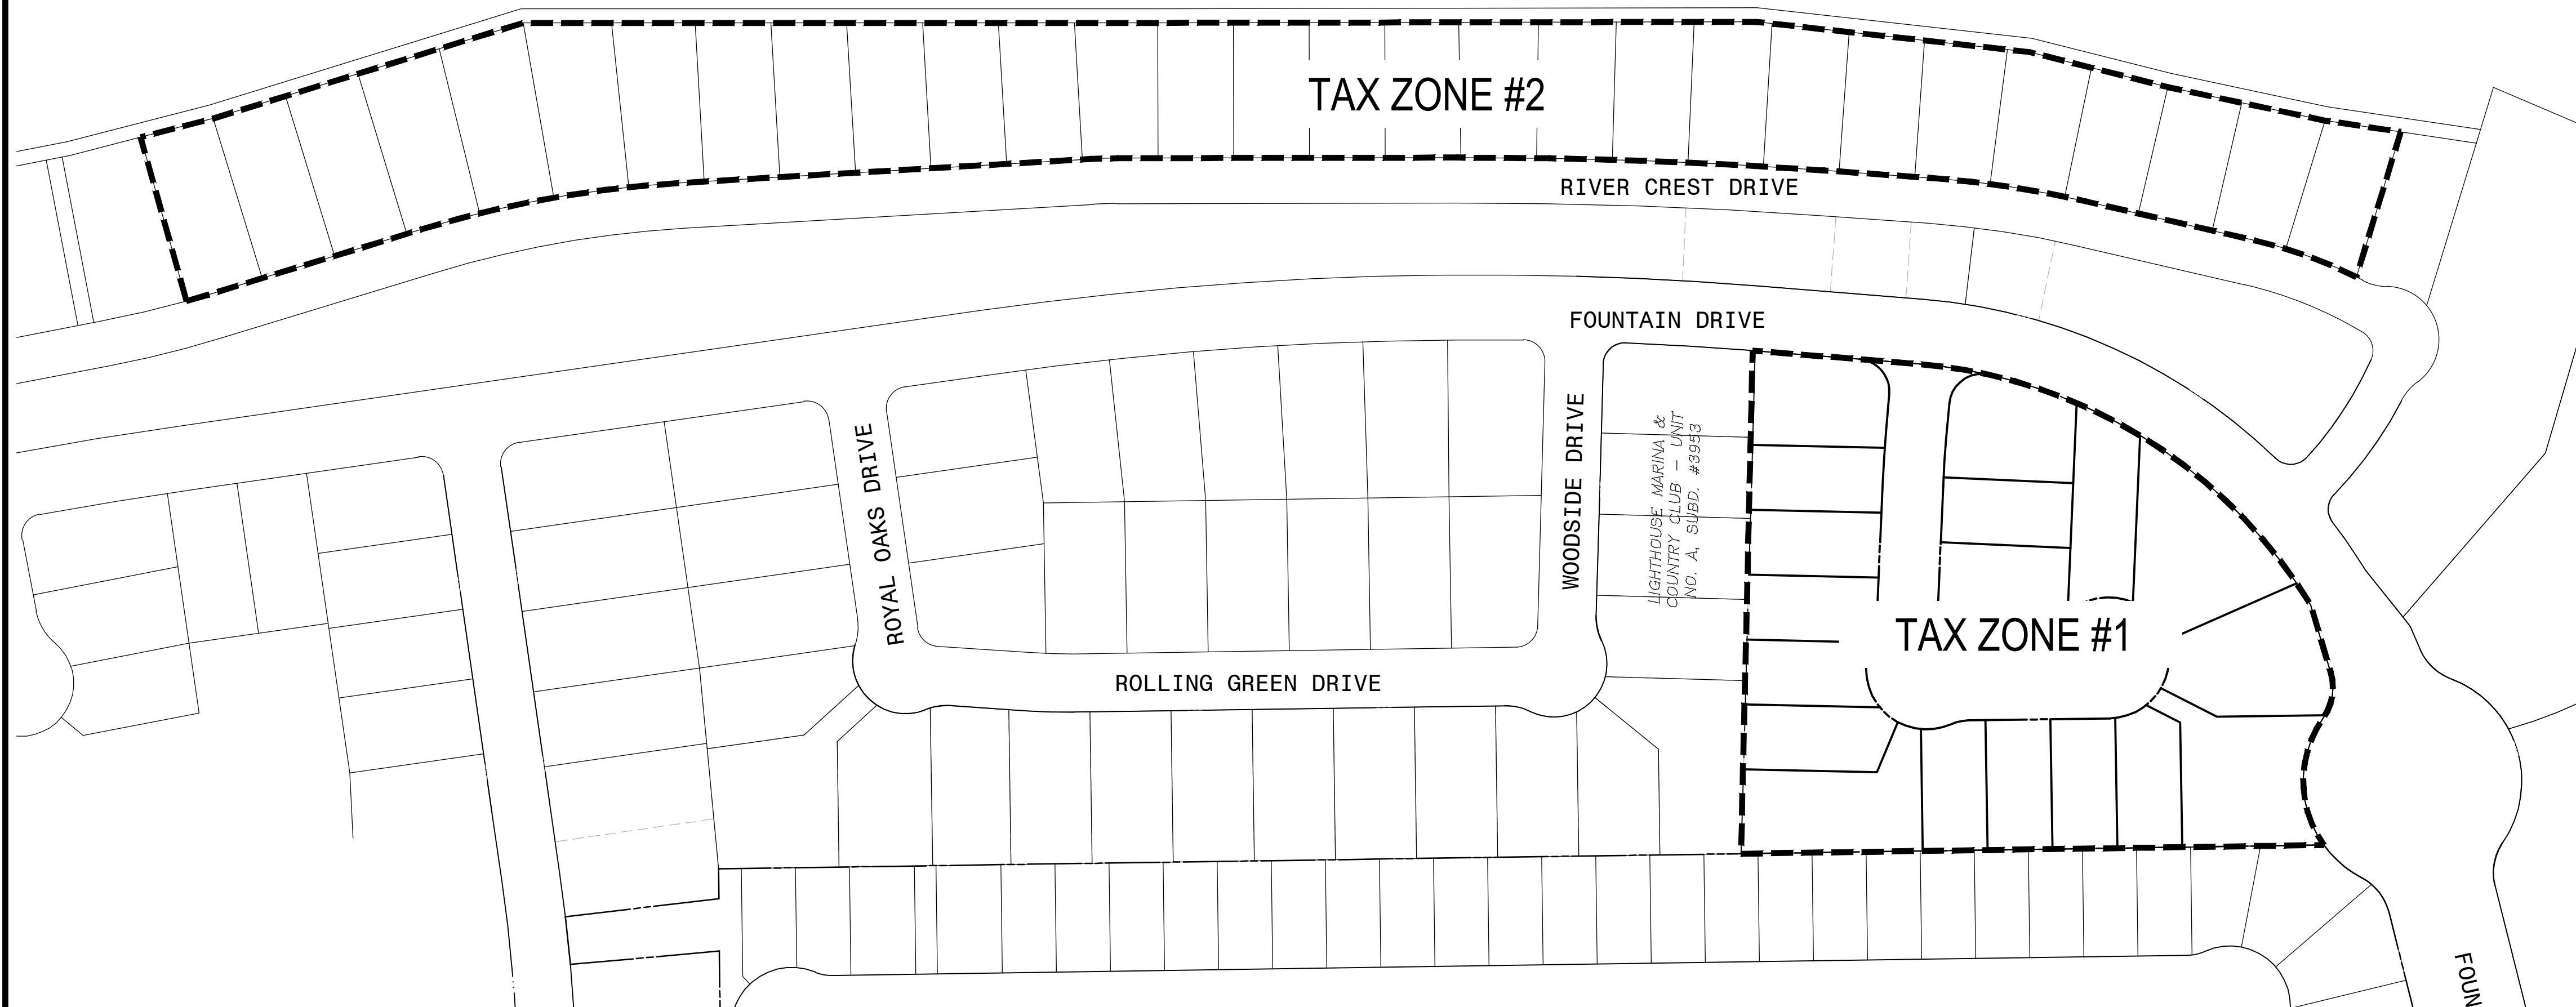 TAX ZONE #2
RIVER CREST DRIVE
FOUNTAIN DRIVE
ROYAL OAKS DRIVE
WOODSIDE DRIVE
LIGHTHOUSE MARINA &
COUNTRY CLUB – UNIT
NO. A, SUBD. #3953
TAX ZONE #1
ROLLING GREEN DRIVE
FOUN